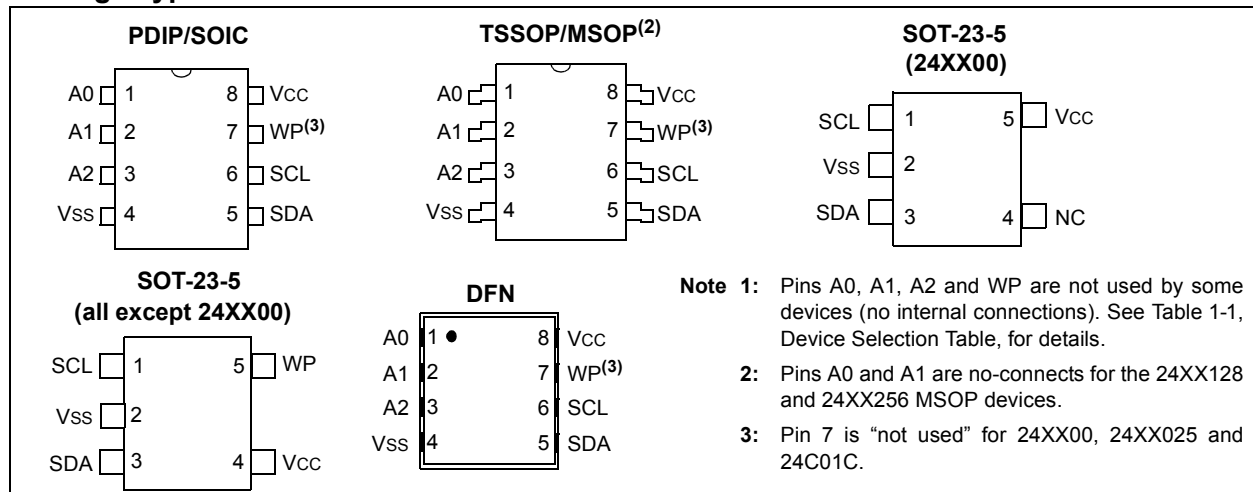 PDIP/SOIC
A0 1 8 VCC
A1 2 7 WP(3)
A2 3 6 SCL
VSS 4 5 SDA
TSSOP/MSOP(2)
A0 1 8 VCC
A1 2 7 WP(3)
A2 3 6 SCL
VSS 4 5 SDA
SOT-23-5
(24XX00)
SCL 1 5 VCC
VSS 2
SDA 3 4 NC
SOT-23-5
(all except 24XX00)
SCL 1 5 WP
VSS 2
SDA 3 4 VCC
DFN
A0 1 8 VCC
A1 2 7 WP(3)
A2 3 6 SCL
VSS 4 5 SDA
Note 1: Pins A0, A1, A2 and WP are not used by some
devices (no internal connections). See Table 1-1,
Device Selection Table, for details.
2: Pins A0 and A1 are no-connects for the 24XX128
and 24XX256 MSOP devices.
3: Pin 7 is “not used” for 24XX00, 24XX025 and
24C01C.